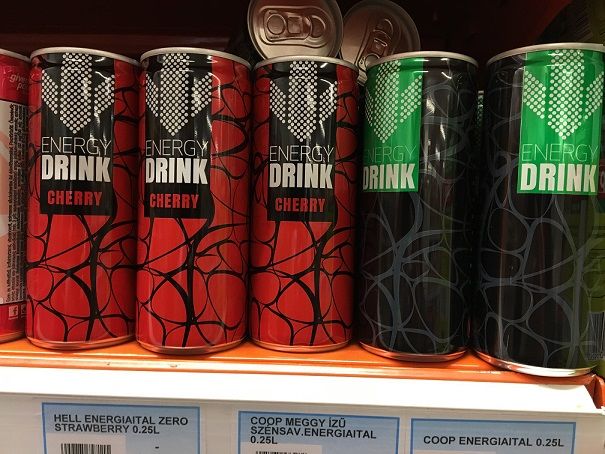 ENERGY
DRINK
CHERRY
ENERGY
DRINK
CHERRY
ENERGY
DRINK
CHERRY
ENERGY
DRINK
ENERGY
DRINK
HELL ENERGIAITAL ZERO
STRAWBERRY 0.25L
COOP MEGGY ÍZŰ
SZÉNSAV.ENERGIAITAL
0.25L
COOP ENERGIAITAL 0.25L